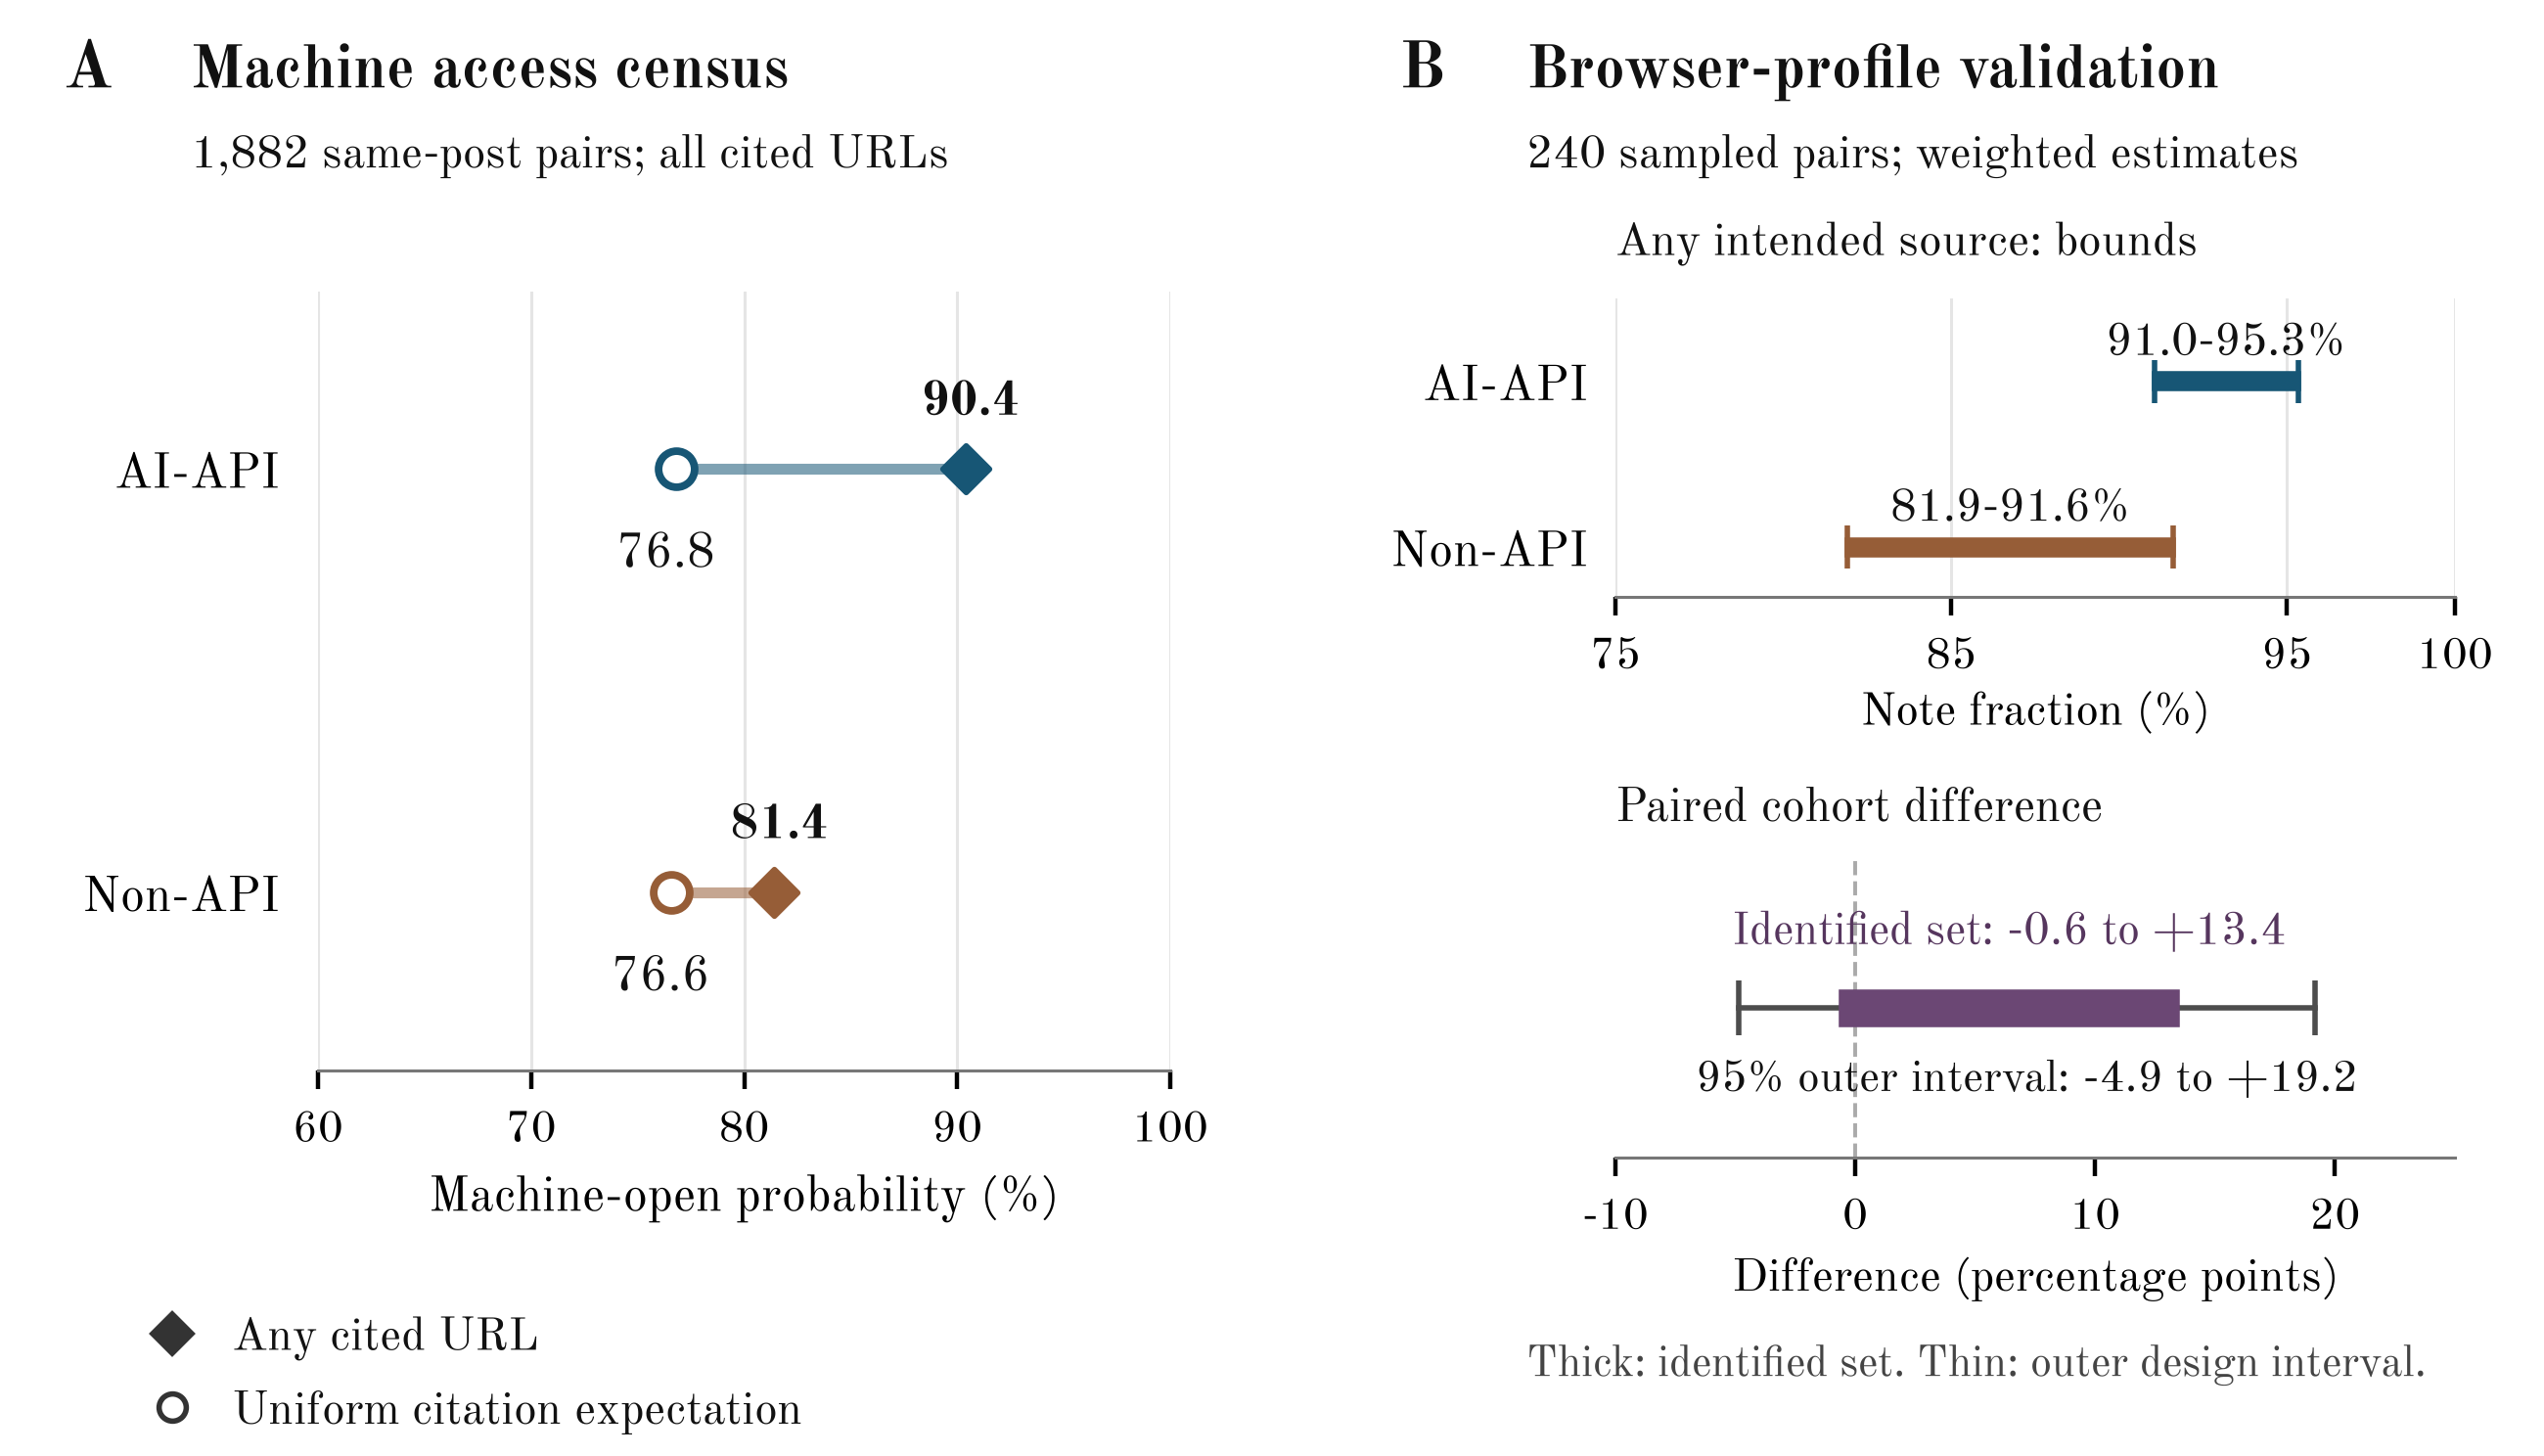 A Machine access census
1,882 same-post pairs; all cited URLs
AI-API
90.4
76.8
Non-API
81.4
76.6
60 70 80 90 100
Machine-open probability (%)
Any cited URL
Uniform citation expectation
B Browser-profile validation
240 sampled pairs; weighted estimates
Any intended source: bounds
91.0-95.3%
AI-API
81.9-91.6%
Non-API
75 85 95 100
Note fraction (%)
Paired cohort difference
Identified set: -0.6 to +13.4
95% outer interval: -4.9 to +19.2
-10 0 10 20
Difference (percentage points)
Thick: identified set. Thin: outer design interval.